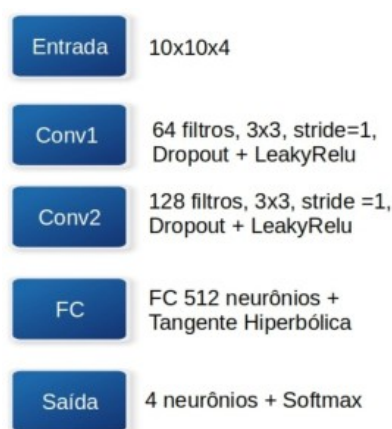 Entrada
10x10x4
Conv1
64 filtros, 3x3, stride=1,
Dropout + LeakyRelu
Conv2
128 filtros, 3x3, stride =1,
Dropout + LeakyRelu
FC
FC 512 neurônios +
Tangente Hiperbólica
Saída
4 neurônios + Softmax